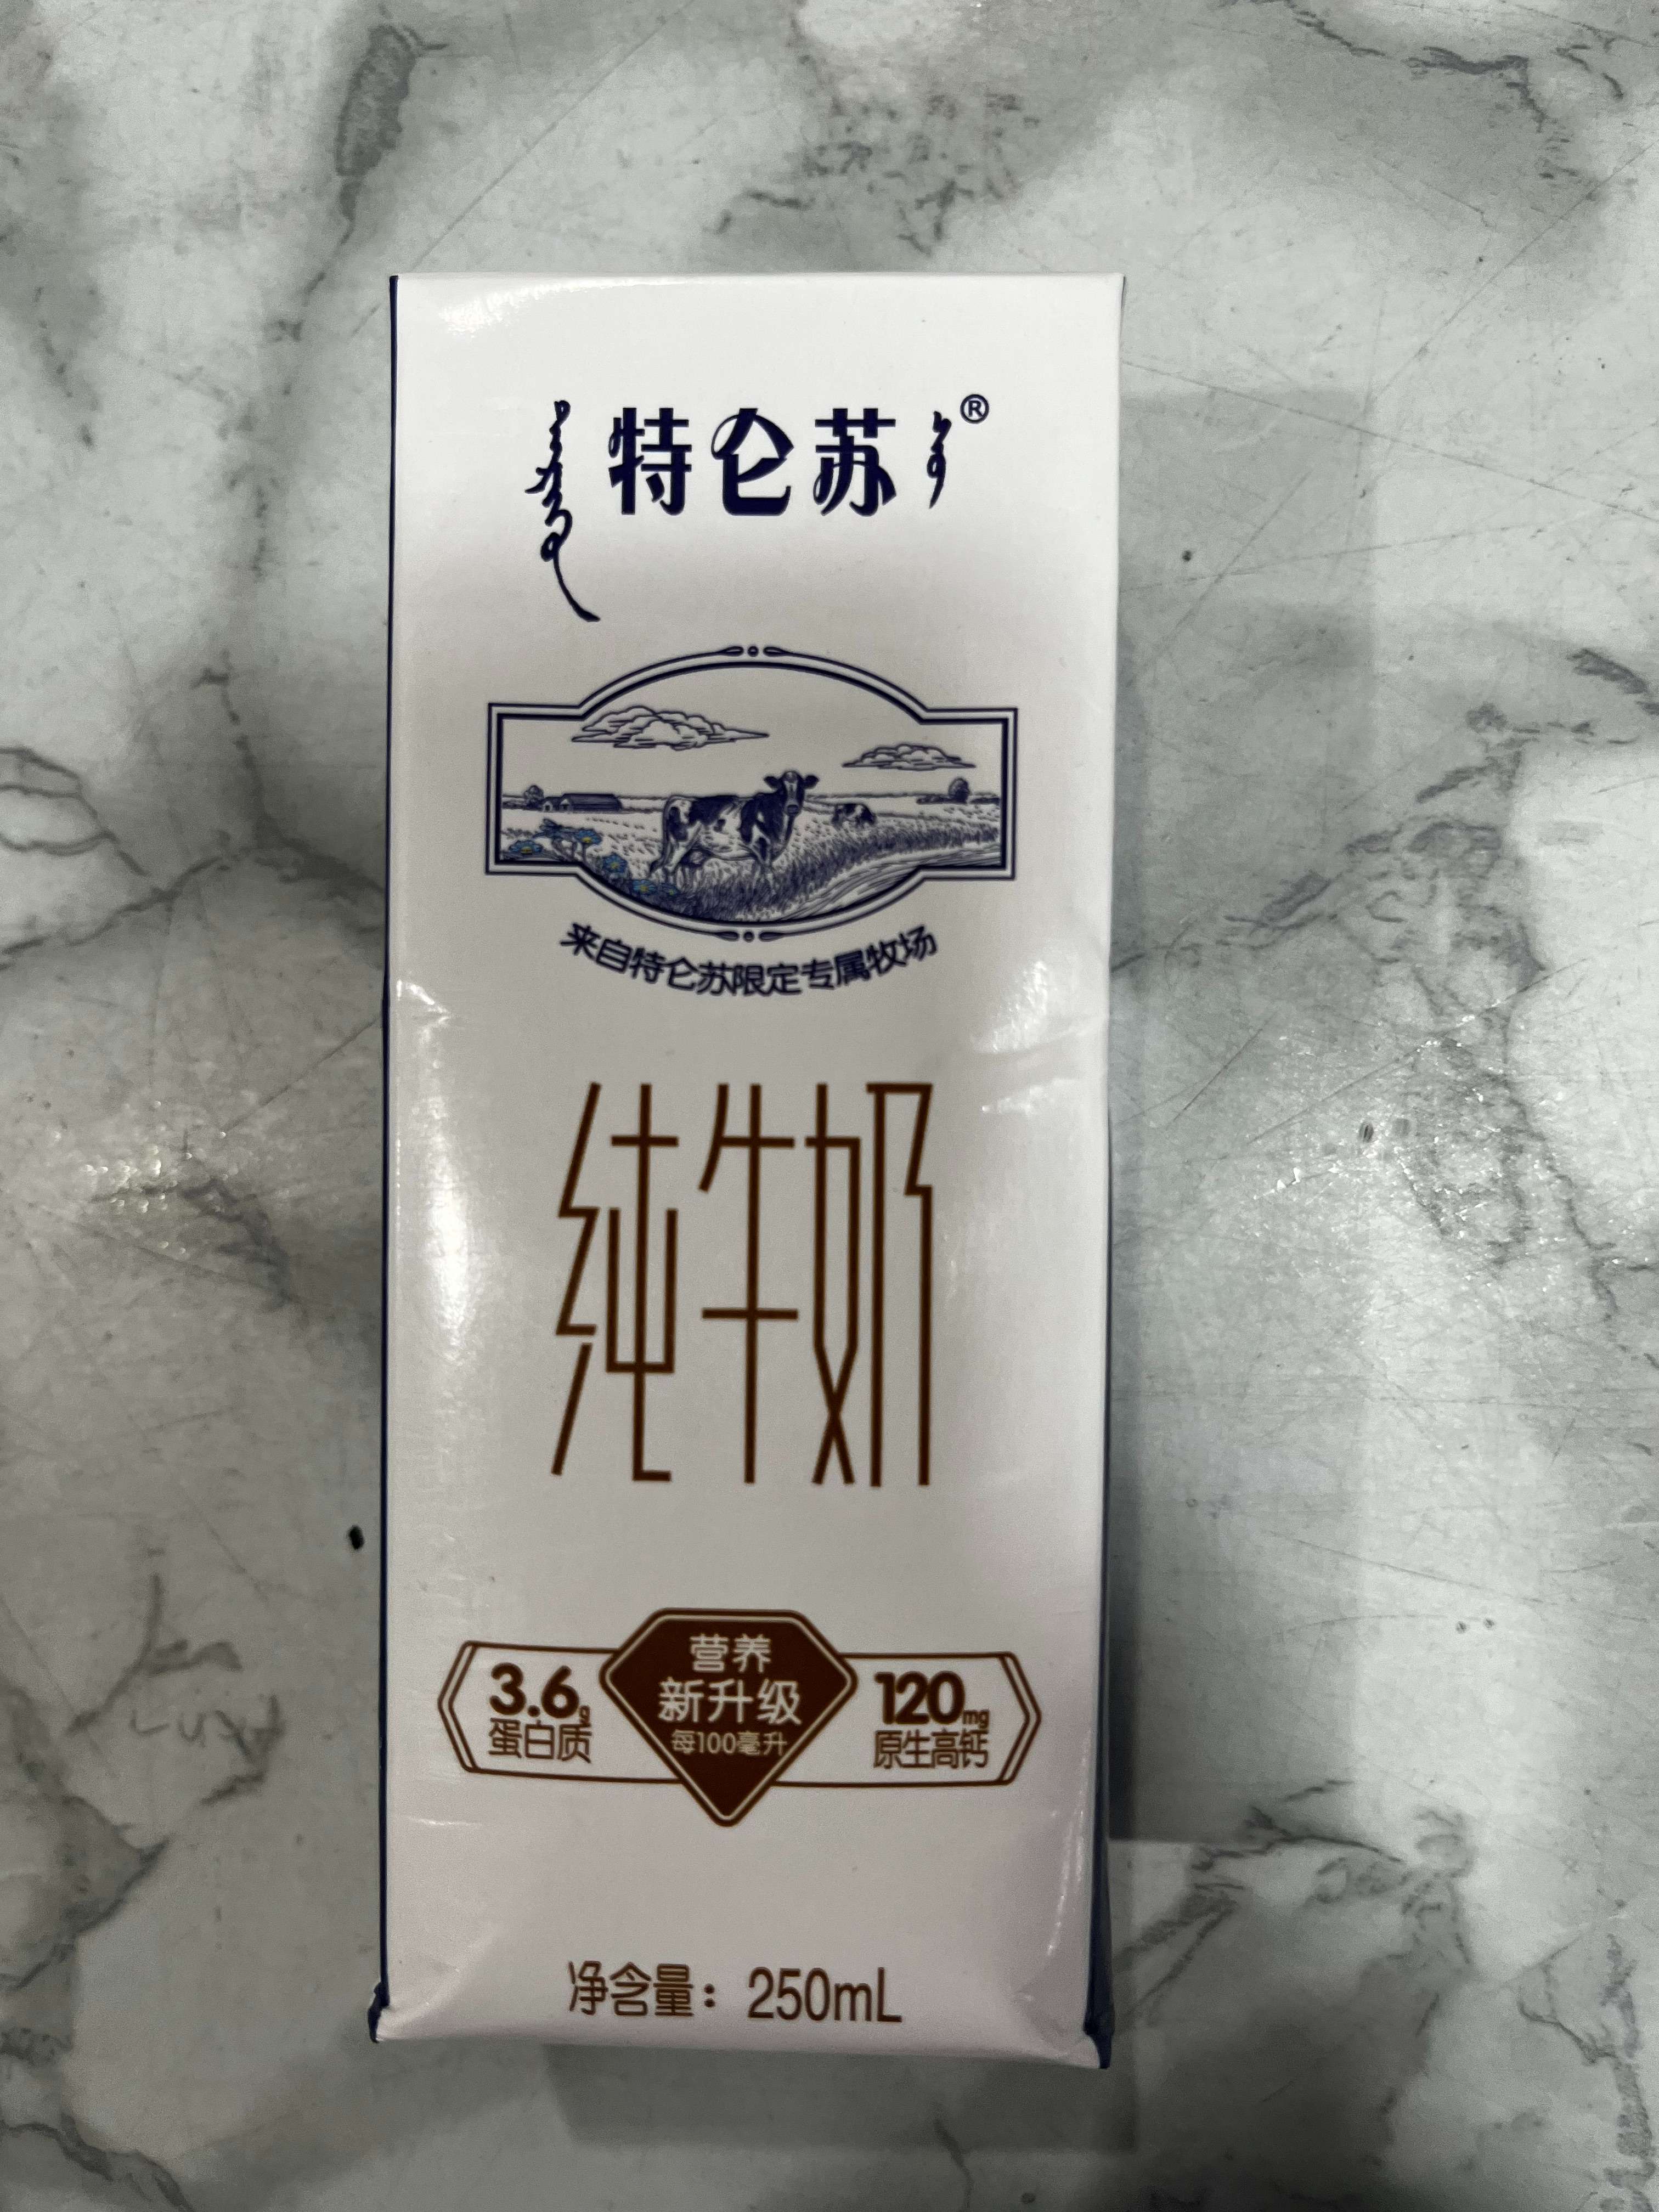 特仑苏®
来自特仑苏限定专属牧场
纯牛奶
3.6g
蛋白质
营养
新升级
每100毫升
120mg
原生高钙
净含量：250mL